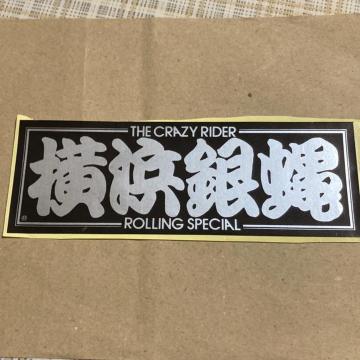 THE CRAZY RIDER
横浜銀蝿
ROLLING SPECIAL